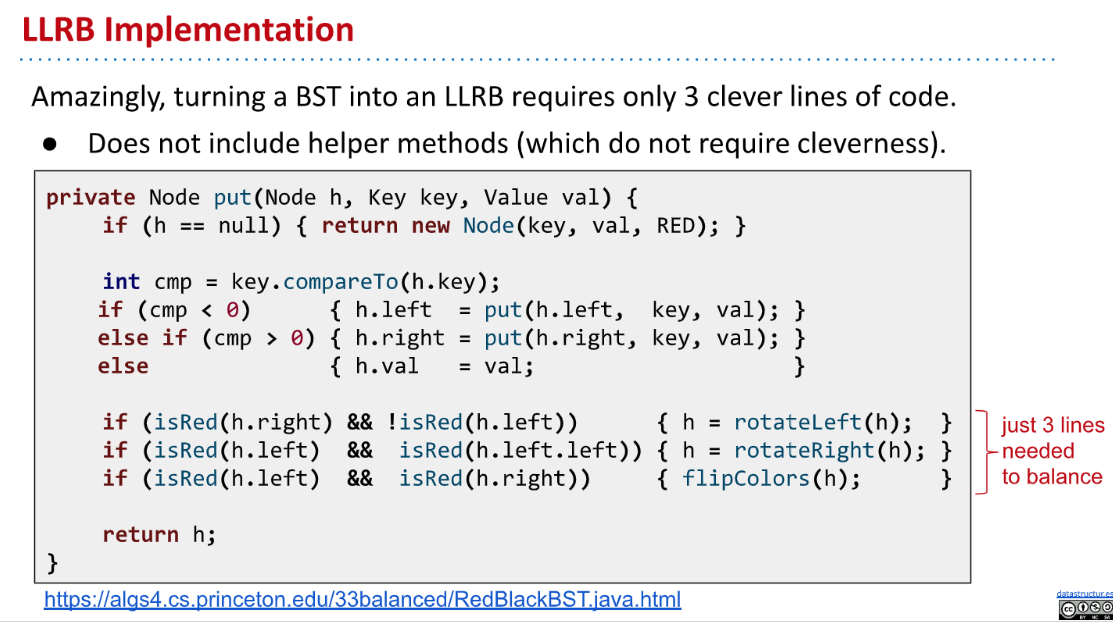 LLRB Implementation
Amazingly, turning a BST into an LLRB requires only 3 clever lines of code.
● Does not include helper methods (which do not require cleverness).
private Node put(Node h, Key key, Value val) {
    if (h == null) { return new Node(key, val, RED); }
    int cmp = key.compareTo(h.key);
    if (cmp < 0)      { h.left  = put(h.left,  key, val); }
    else if (cmp > 0) { h.right = put(h.right, key, val); }
    else              { h.val   = val;                    }
    if (isRed(h.right) && !isRed(h.left))      { h = rotateLeft(h);  }
    if (isRed(h.left)  &&  isRed(h.left.left)) { h = rotateRight(h); }
    if (isRed(h.left)  &&  isRed(h.right))     { flipColors(h);      }
    return h;
}
just 3 lines
needed
to balance
https://algs4.cs.princeton.edu/33balanced/RedBlackBST.java.html
datastructur.es
cc
BY NC SA